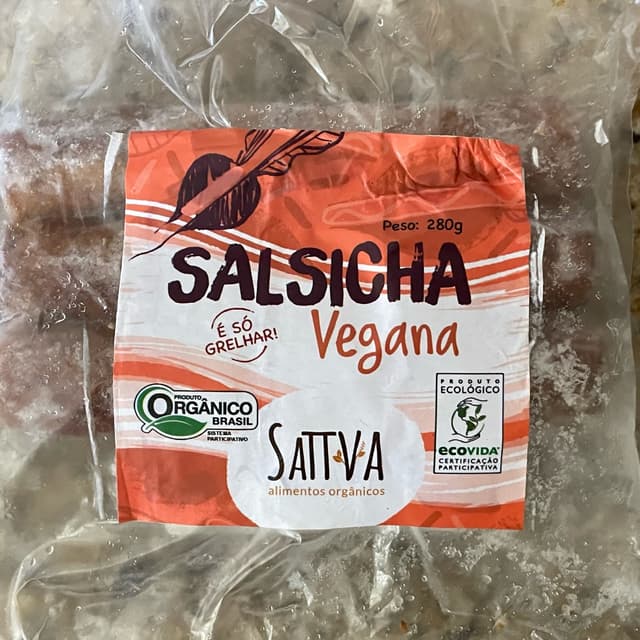 Peso: 280g
SALSICHA
Vegana
É SÓ
GRELHAR!
PRODUTO
ORGÂNICO
BRASIL
SISTEMA
PARTICIPATIVO
SATTVA
alimentos orgânicos
PRODUTO
ECOLÓGICO
ecoVIDA
CERTIFICAÇÃO
PARTICIPATIVA